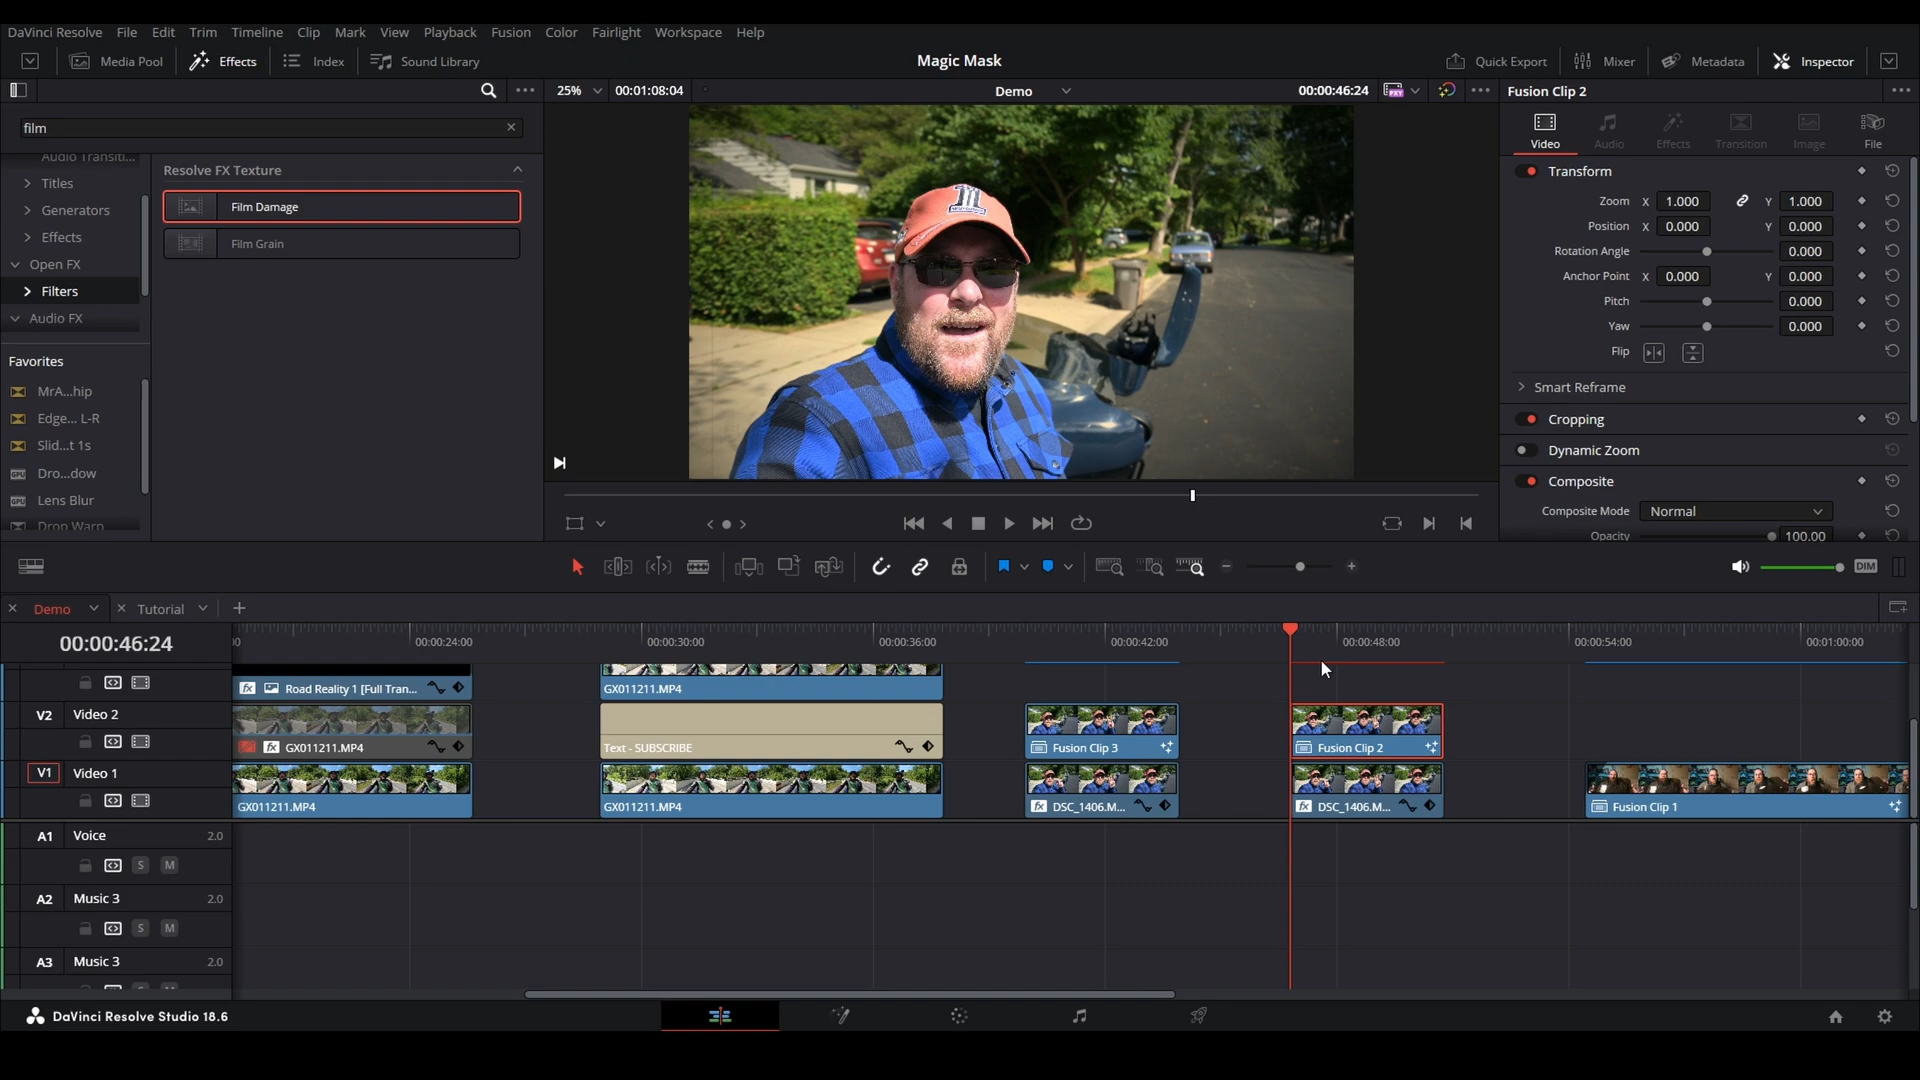 DaVinci Resolve File Edit Trim Timeline Clip Mark View Playback Fusion Color Fairlight Workspace Help
Media Pool Effects Index Sound Library Magic Mask Quick Export Mixer Metadata Inspector
25% 00:01:08:04 Demo 00:00:46:24 Fusion Clip 2
film
Video Audio Effects Transition Image File
Audio Transiti...
Titles
Generators
Effects
Open FX
Filters
Audio FX
Resolve FX Texture
Film Damage
Film Grain
Favorites
MrA...hip
Edge... L-R
Slid...t 1s
Dro...dow
Lens Blur
Drop Warp
Transform
Zoom X 1.000 Y 1.000
Position X 0.000 Y 0.000
Rotation Angle 0.000
Anchor Point X 0.000 Y 0.000
Pitch 0.000
Yaw 0.000
Flip
Smart Reframe
Cropping
Dynamic Zoom
Composite
Composite Mode Normal
Opacity 100.00
DIM
Demo Tutorial
00:00:46:24
00:00:24:00 00:00:30:00 00:00:36:00 00:00:42:00 00:00:48:00 00:00:54:00 00:01:00:00
Road Reality 1 [Full Tran... GX011211.MP4
V2 Video 2
GX011211.MP4 Text - SUBSCRIBE Fusion Clip 3 Fusion Clip 2
V1 Video 1
GX011211.MP4 GX011211.MP4 DSC_1406.M... DSC_1406.M... Fusion Clip 1
A1 Voice 2.0
S M
A2 Music 3 2.0
S M
A3 Music 3 2.0
DaVinci Resolve Studio 18.6